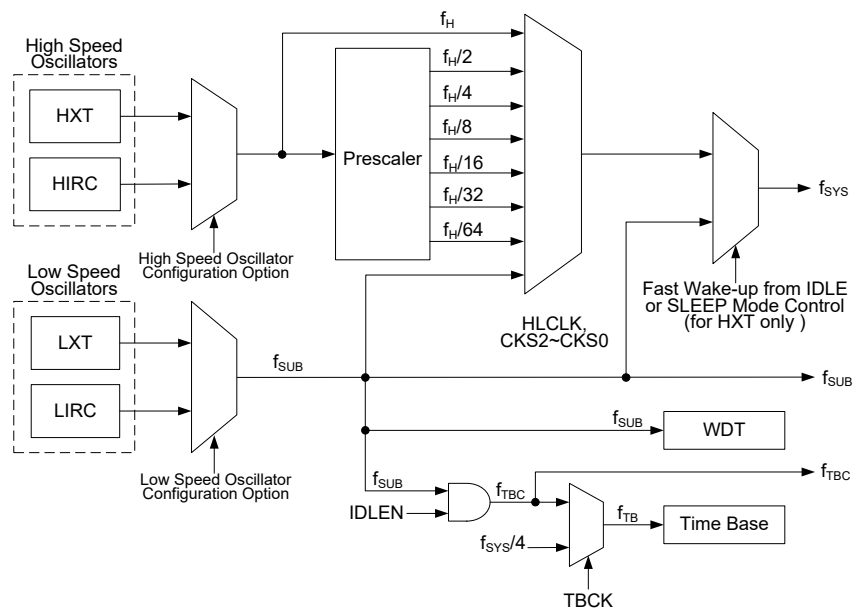 High Speed
Oscillators
HXT
HIRC
High Speed Oscillator
Configuration Option
f_H
Prescaler
f_H/2
f_H/4
f_H/8
f_H/16
f_H/32
f_H/64
HLCLK,
CKS2~CKS0
f_SYS
Fast Wake-up from IDLE
or SLEEP Mode Control
(for HXT only )
Low Speed
Oscillators
LXT
LIRC
Low Speed Oscillator
Configuration Option
f_SUB
f_SUB
f_SUB
WDT
f_SUB
IDLEN
f_TBC
f_TBC
f_SYS/4
f_TB
Time Base
TBCK